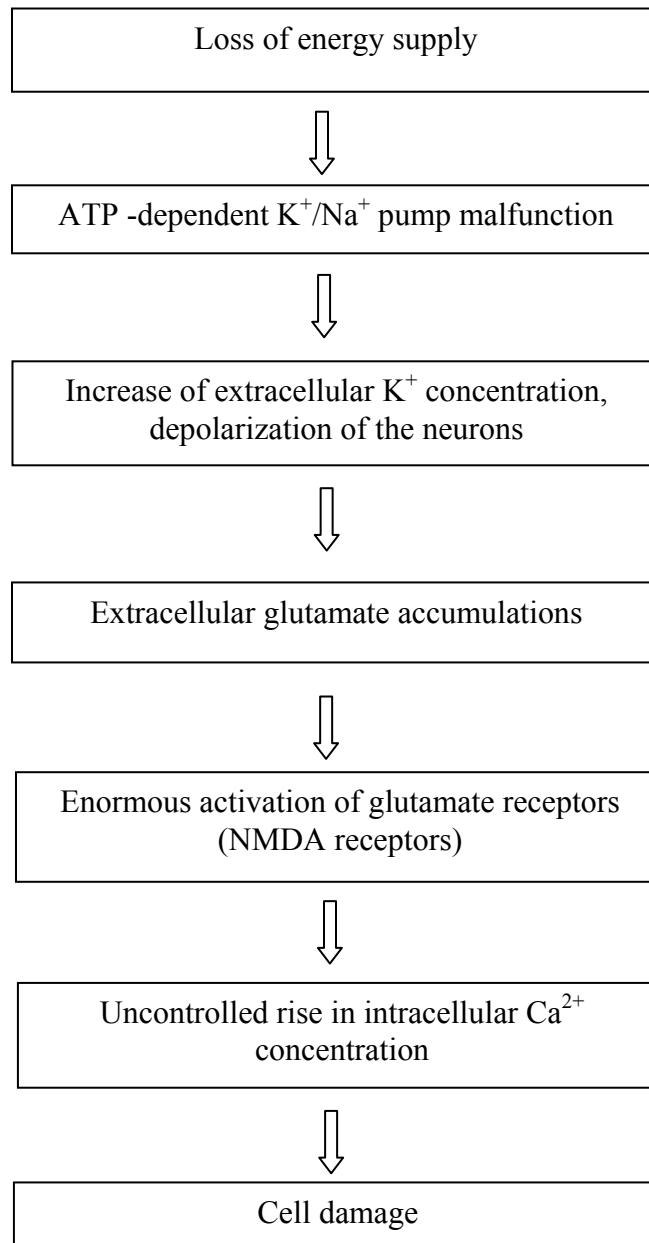 Loss of energy supply
ATP -dependent K⁺/Na⁺ pump malfunction
Increase of extracellular K⁺ concentration,
depolarization of the neurons
Extracellular glutamate accumulations
Enormous activation of glutamate receptors
(NMDA receptors)
Uncontrolled rise in intracellular Ca²⁺
concentration
Cell damage